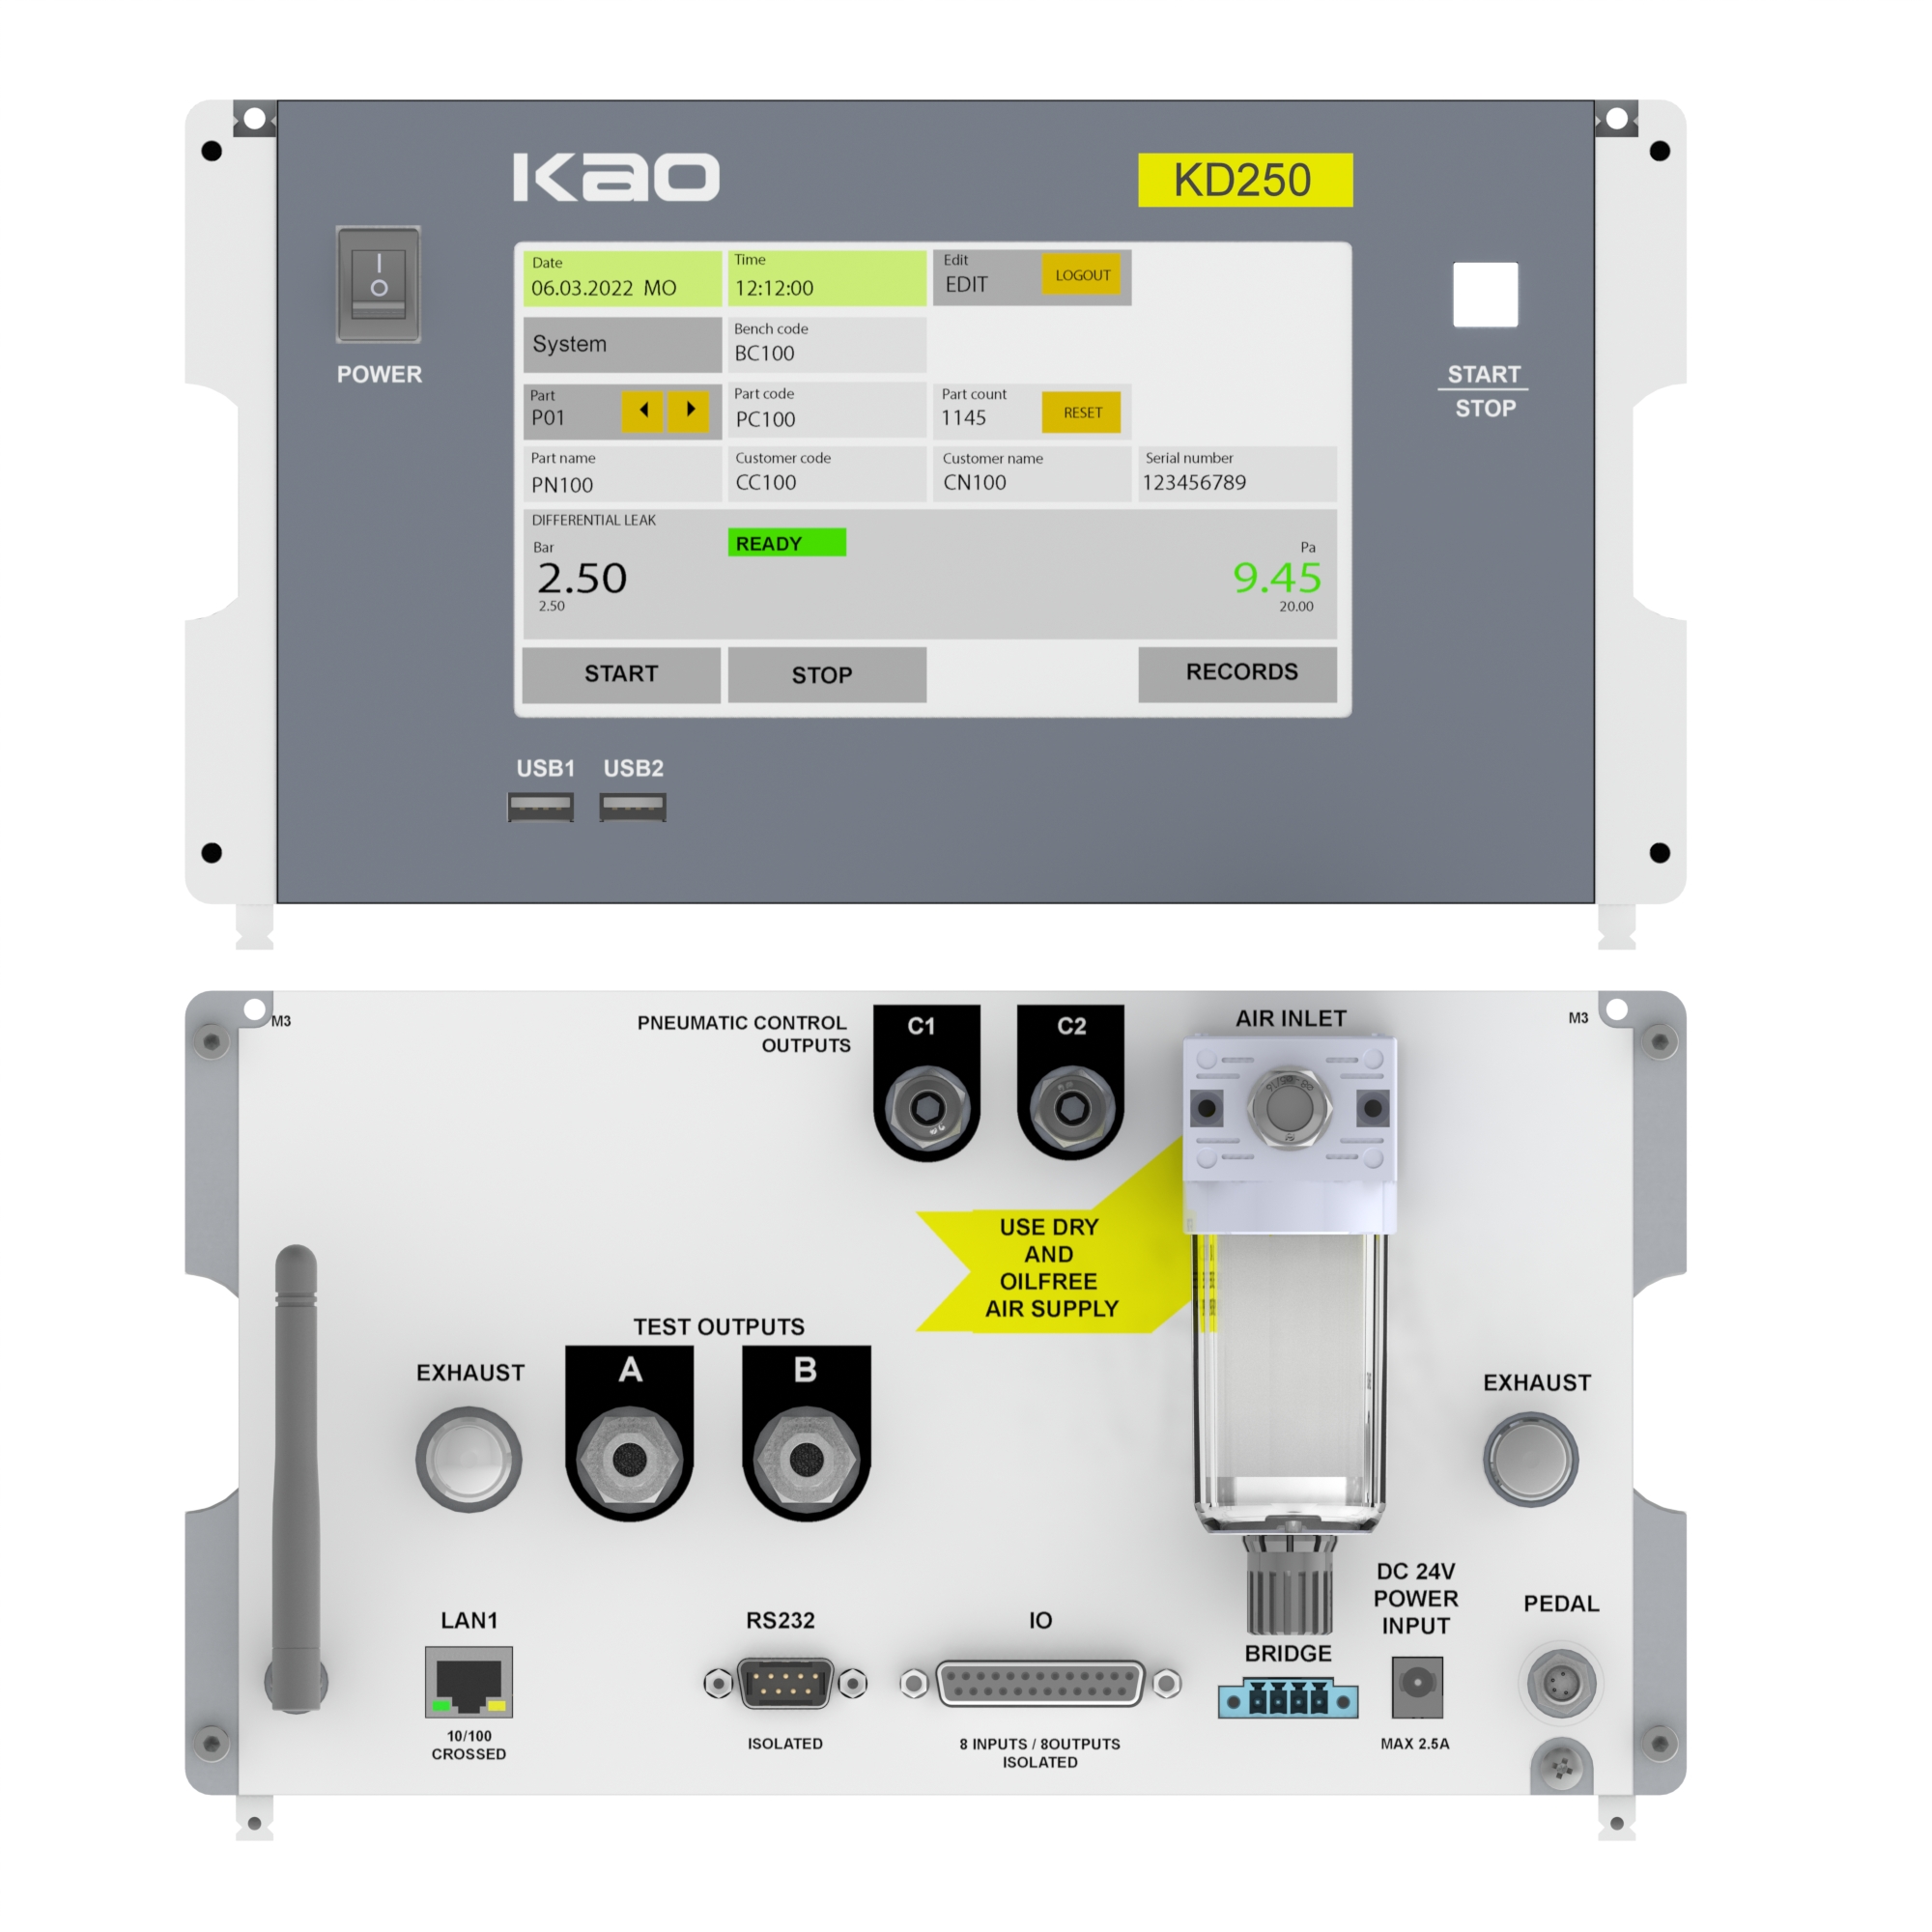 kao
KD250
POWER
Date
06.03.2022 MO
Time
12:12:00
Edit
EDIT
LOGOUT
System
Bench code
BC100
Part
P01
Part code
PC100
Part count
1145
RESET
Part name
PN100
Customer code
CC100
Customer name
CN100
Serial number
123456789
DIFFERENTIAL LEAK
READY
Bar
2.50
2.50
Pa
9.45
20.00
START
STOP
RECORDS
START
STOP
USB1 USB2
M3
PNEUMATIC CONTROL
OUTPUTS
C1
C2
AIR INLET
M3
USE DRY
AND
OILFREE
AIR SUPPLY
TEST OUTPUTS
EXHAUST
A
B
EXHAUST
LAN1
10/100
CROSSED
RS232
ISOLATED
IO
8 INPUTS / 8OUTPUTS
ISOLATED
BRIDGE
DC 24V
POWER
INPUT
MAX 2.5A
PEDAL